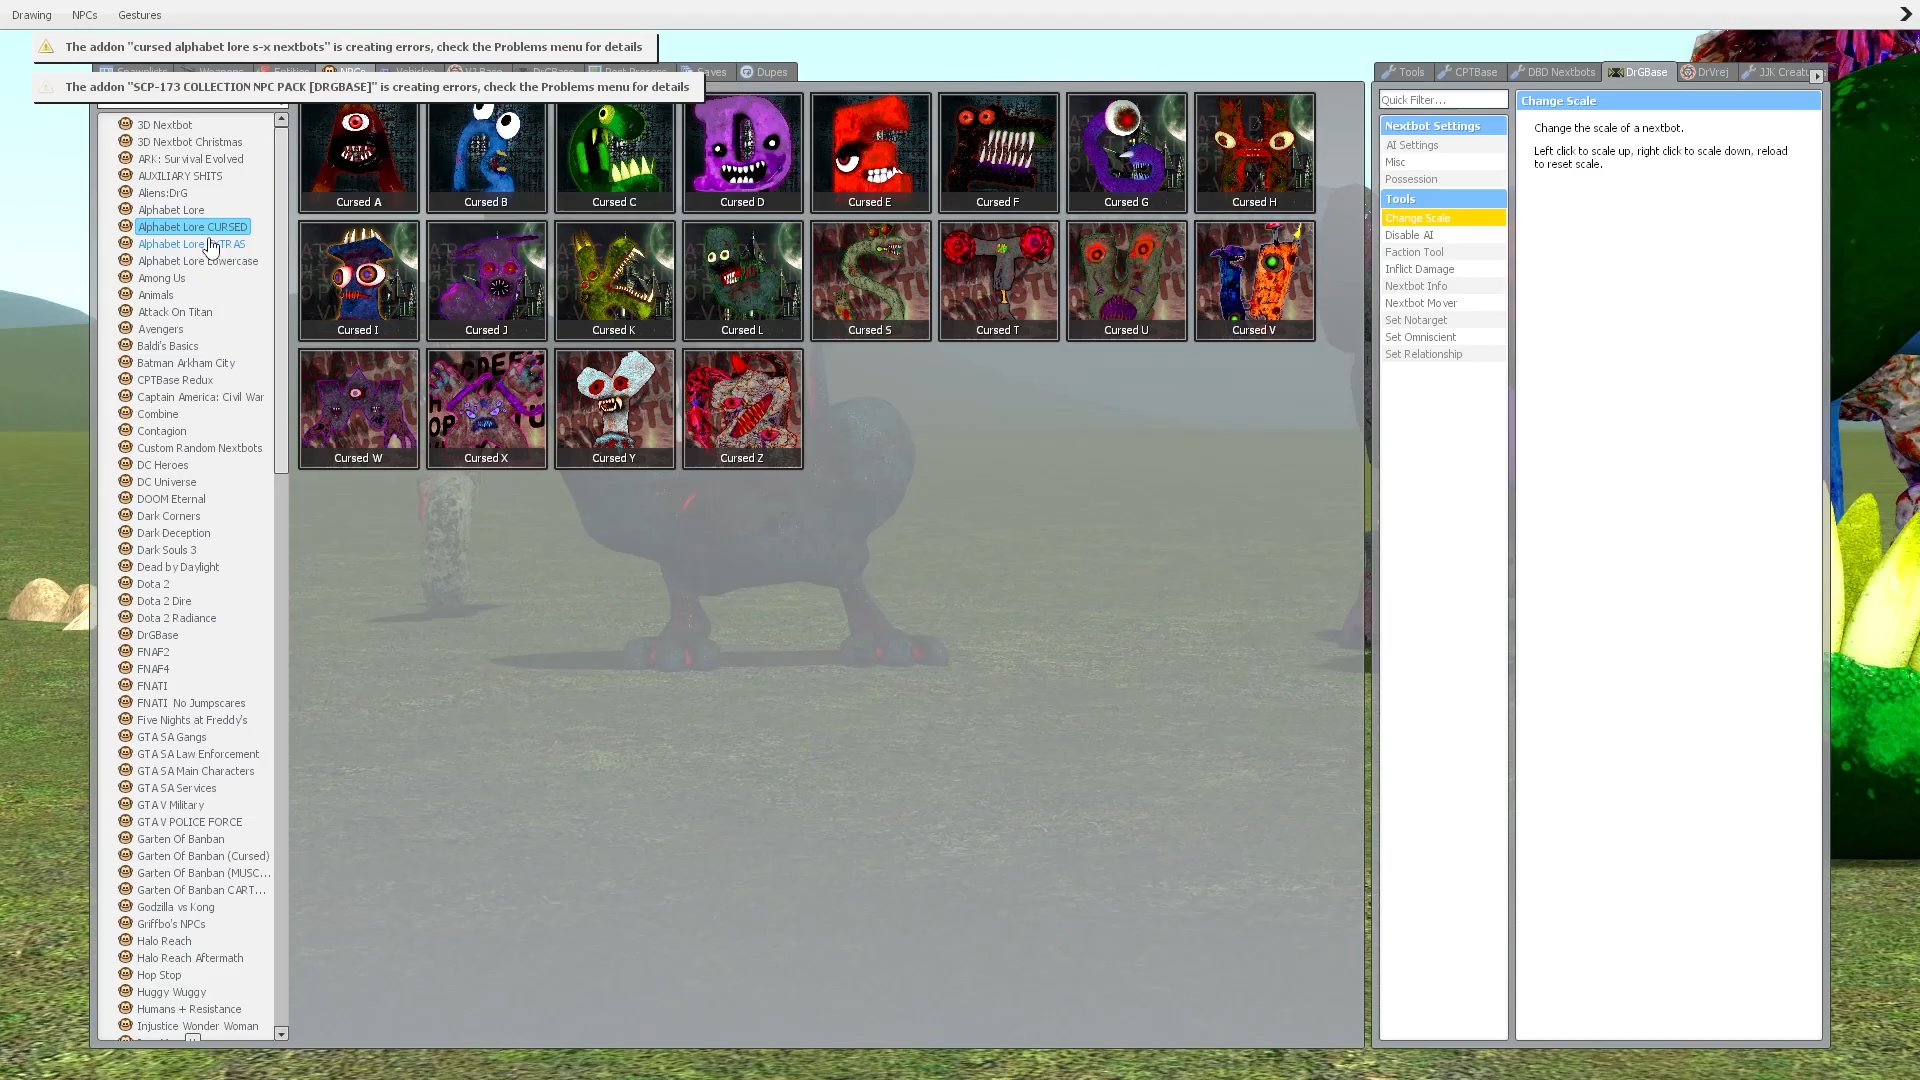 Drawing NPCs Gestures
The addon "cursed alphabet lore s-x nextbots" is creating errors, check the Problems menu for details
The addon "SCP-173 COLLECTION NPC PACK [DRGBASE]" is creating errors, check the Problems menu for details
Saves Dupes
3D Nextbot
3D Nextbot Christmas
ARK: Survival Evolved
AUXILIARY SHITS
Aliens:DrG
Alphabet Lore
Alphabet Lore CURSED
Alphabet Lore
Alphabet Lore Lowercase
Among Us
Animals
Attack On Titan
Avengers
Baldi's Basics
Batman Arkham City
CPTBase Redux
Captain America: Civil War
Combine
Contagion
Custom Random Nextbots
DC Heroes
DC Universe
DOOM Eternal
Dark Corners
Dark Deception
Dark Souls 3
Dead by Daylight
Dota 2
Dota 2 Dire
Dota 2 Radiance
DrGBase
FNAF2
FNAF4
FNATI
FNATI No Jumpscares
Five Nights at Freddy's
GTA SA Gangs
GTA SA Law Enforcement
GTA SA Main Characters
GTA SA Services
GTA V Military
GTA V POLICE FORCE
Garten Of Banban
Garten Of Banban (Cursed)
Garten Of Banban (MUSC...
Garten Of Banban CART...
Godzilla vs Kong
Griffbo's NPCs
Halo Reach
Halo Reach Aftermath
Hop Stop
Huggy Wuggy
Humans + Resistance
Injustice Wonder Woman
Cursed A Cursed B Cursed C Cursed D Cursed E Cursed F Cursed G Cursed H
Cursed I Cursed J Cursed K Cursed L Cursed S Cursed T Cursed U Cursed V
Cursed W Cursed X Cursed Y Cursed Z
Tools CPTBase DBD Nextbots DrGBase DrVrej JJK Creatu
Quick Filter...
Nextbot Settings
AI Settings
Misc
Possession
Tools
Change Scale
Disable AI
Faction Tool
Inflict Damage
Nextbot Info
Nextbot Mover
Set Notarget
Set Omniscient
Set Relationship
Change Scale
Change the scale of a nextbot.
Left click to scale up, right click to scale down, reload
to reset scale.